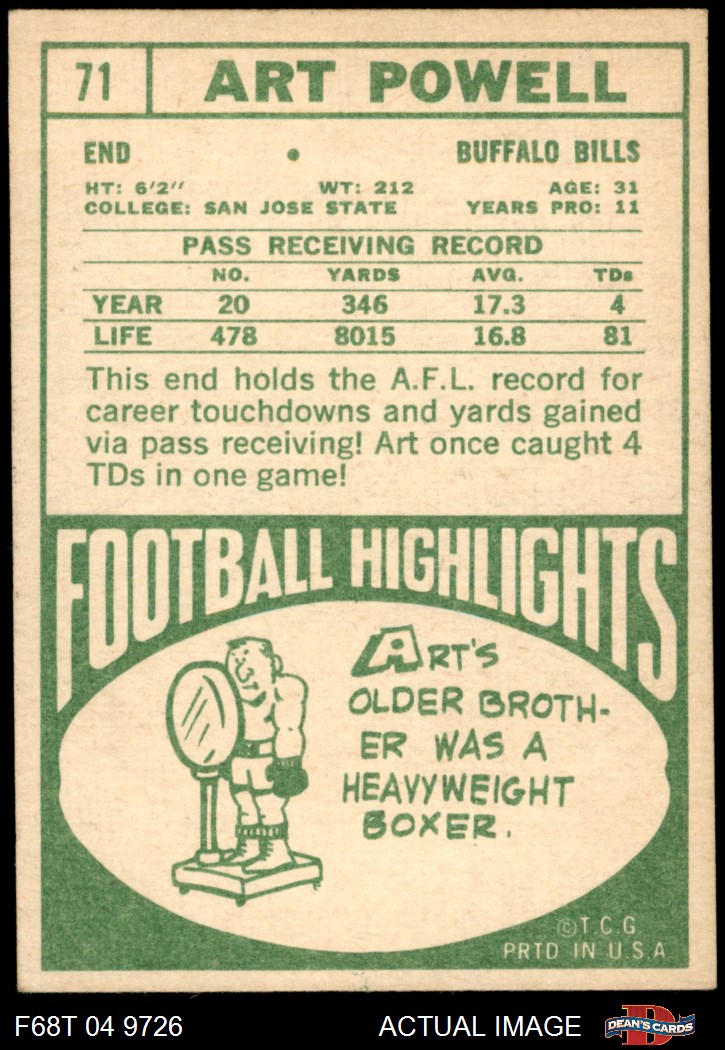 71 ART POWELL
END • BUFFALO BILLS
HT: 6'2" WT: 212 AGE: 31
COLLEGE: SAN JOSE STATE YEARS PRO: 11
PASS RECEIVING RECORD
NO. YARDS AVG. TDs
YEAR 20 346 17.3 4
LIFE 478 8015 16.8 81
This end holds the A.F.L. record for
career touchdowns and yards gained
via pass receiving! Art once caught 4
TDs in one game!
FOOTBALL HIGHLIGHTS
ART'S
OLDER BROTH-
ER WAS A
HEAVYWEIGHT
BOXER.
©T.C.G.
PRTD IN U.S.A
F68T 04 9726 ACTUAL IMAGE D DEAN'S CARDS